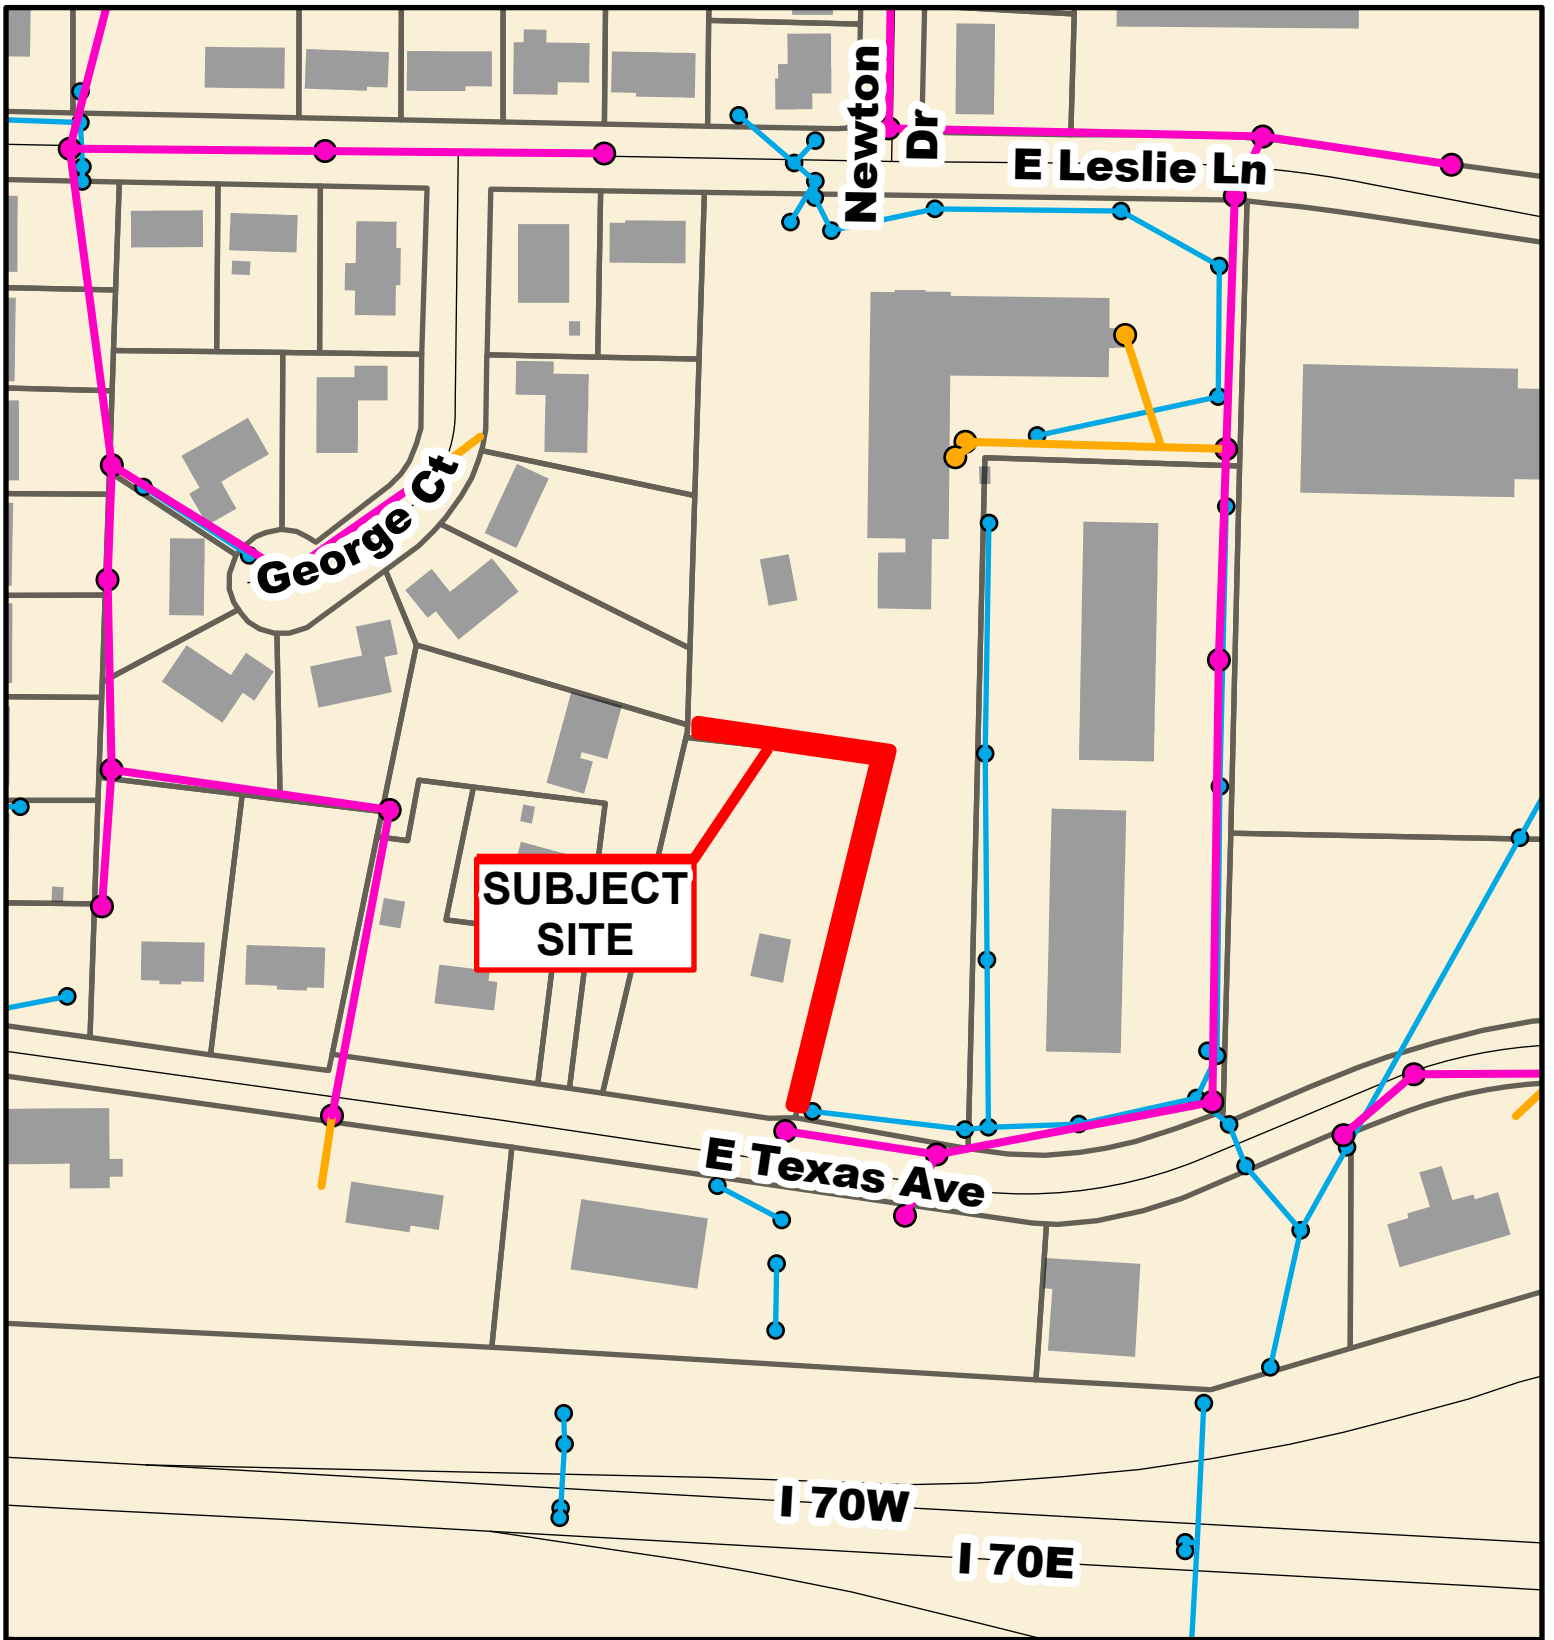 Newton
Dr
E Leslie Ln
George Ct
SUBJECT
SITE
E Texas Ave
I 70W
I 70E